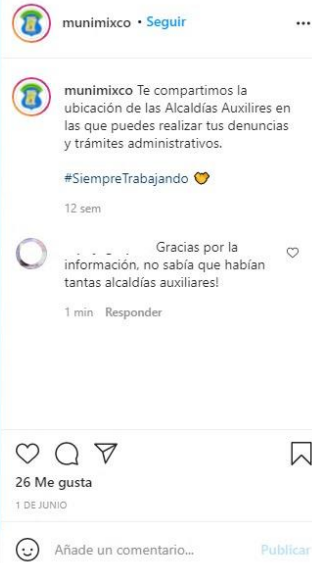 munimixco • Seguir
munimixco Te compartimos la
ubicación de las Alcaldías Auxilires en
las que puedes realizar tus denuncias
y trámites administrativos.
#SiempreTrabajando
12 sem
Gracias por la
información, no sabía que habían
tantas alcaldías auxiliares!
1 min Responder
26 Me gusta
1 DE JUNIO
Añade un comentario... Publicar